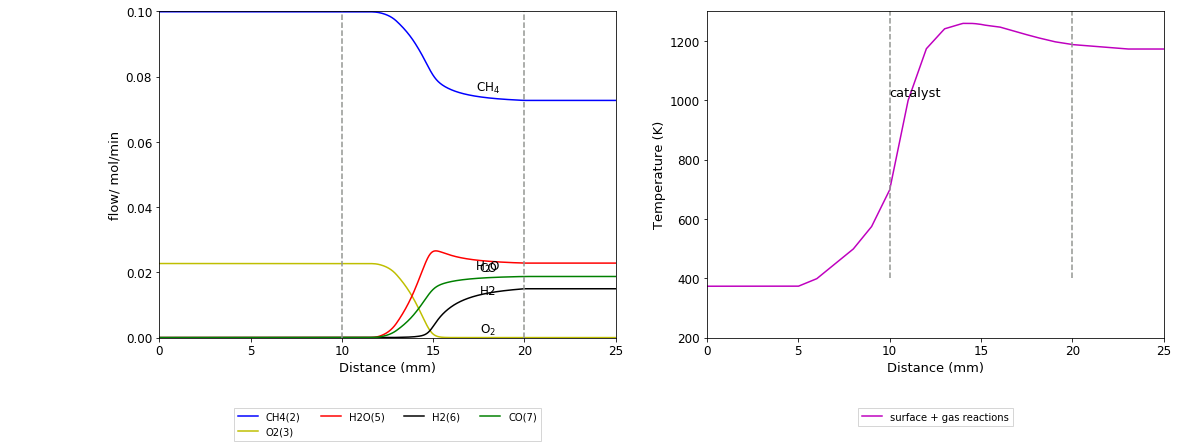 0.10
0.08
0.06
0.04
0.02
0.00
flow/ mol/min
CH4
H2O
CO
H2
O2
0 5 10 15 20 25
Distance (mm)
CH4(2) H2O(5) H2(6) CO(7)
O2(3)
1200
1000
800
600
400
200
Temperature (K)
catalyst
0 5 10 15 20 25
Distance (mm)
surface + gas reactions